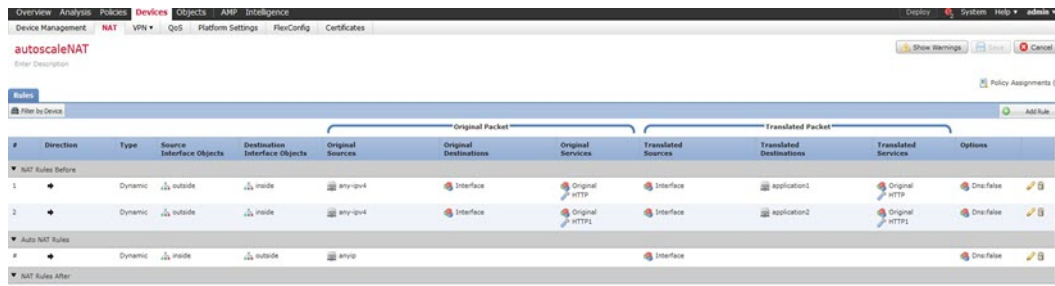 Overview Analysis Policies Devices Objects AMP Intelligence Deploy System Help admin
Device Management NAT VPN QoS Platform Settings FlexConfig Certificates
autoscaleNAT
Show Warnings Save Cancel
Enter Description
Policy Assignments (
Rules
Filter by Device Add Rule
Original Packet Translated Packet
# Direction Type Source Interface Objects Destination Interface Objects Original Sources Original Destinations Original Services Translated Sources Translated Destinations Translated Services Options
NAT Rules Before
1 Dynamic outside inside any-ipv4 Interface Original HTTP Interface application1 Original HTTP Dns:false
2 Dynamic outside inside any-ipv4 Interface Original HTTP1 Interface application2 Original HTTP1 Dns:false
Auto NAT Rules
# Dynamic inside outside anyip Interface Dns:false
NAT Rules After